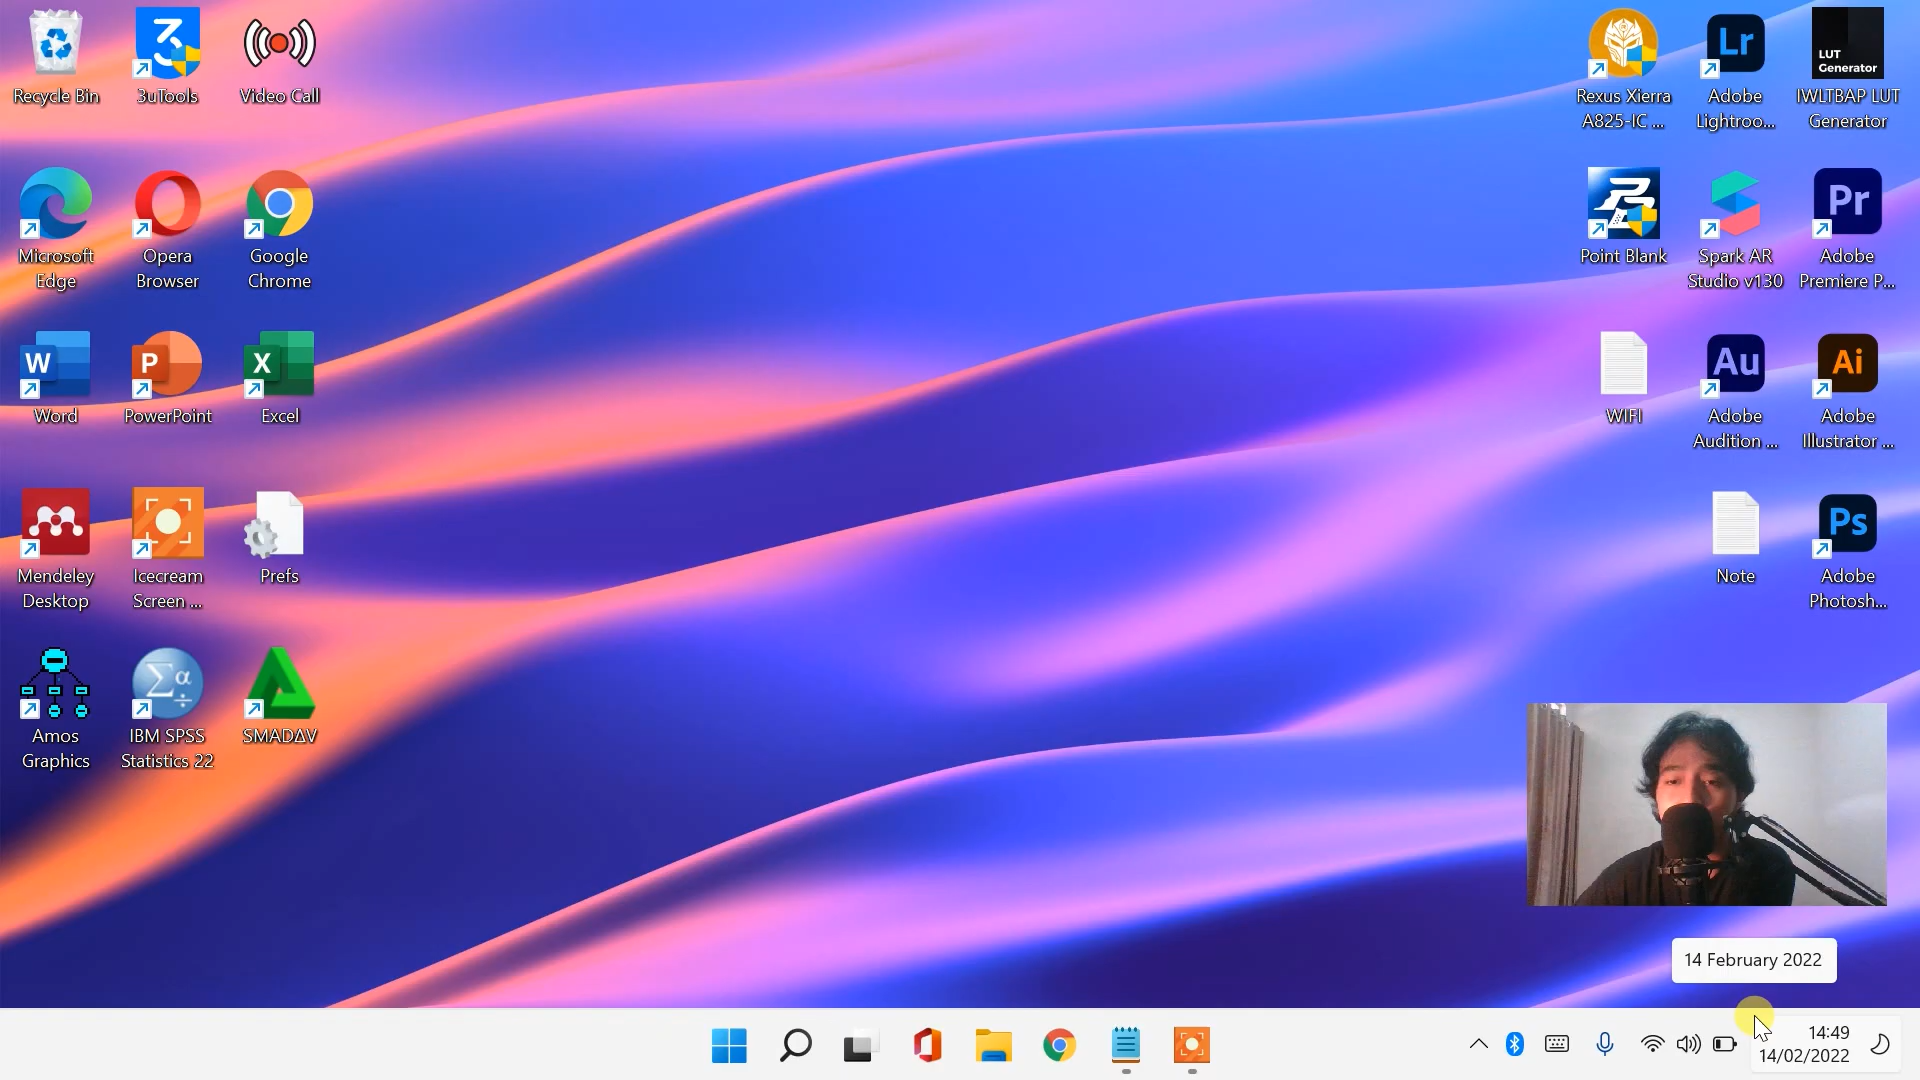 Recycle Bin
3uTools
Video Call
Microsoft
Edge
Opera
Browser
Google
Chrome
W
Word
P
PowerPoint
X
Excel
Mendeley
Desktop
Icecream
Screen ...
Prefs
Amos
Graphics
Σα
÷
IBM SPSS
Statistics 22
SMADΔV
Rexus Xierra
A825-IC ...
Lr
Adobe
Lightroo...
LUT
Generator
IWLTBAP LUT
Generator
Point Blank
Spark AR
Studio v130
Pr
Adobe
Premiere P...
WIFI
Au
Adobe
Audition ...
Ai
Adobe
Illustrator ...
Note
Ps
Adobe
Photosh...
14 February 2022
14:49
14/02/2022